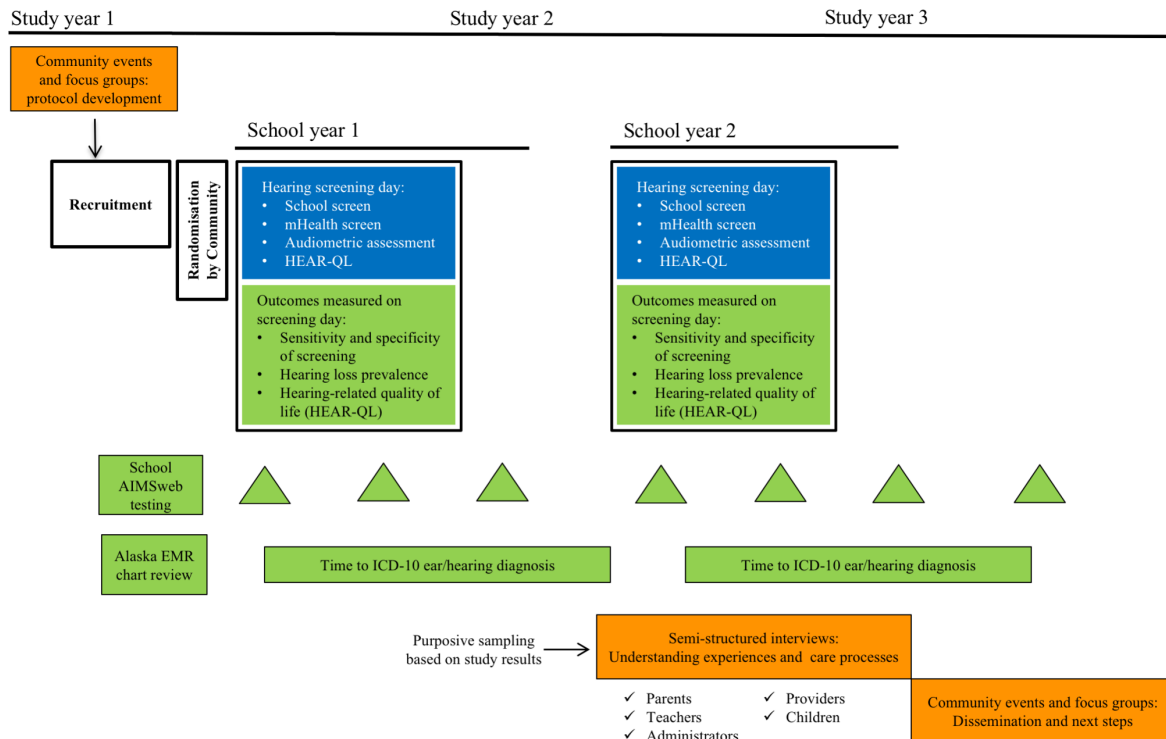 Study year 1
Study year 2
Study year 3
Community events
and focus groups:
protocol development
School year 1
School year 2
Recruitment
Randomisation
by Community
Hearing screening day:
• School screen
• mHealth screen
• Audiometric assessment
• HEAR-QL
Outcomes measured on
screening day:
• Sensitivity and specificity
of screening
• Hearing loss prevalence
• Hearing-related quality of
life (HEAR-QL)
Hearing screening day:
• School screen
• mHealth screen
• Audiometric assessment
• HEAR-QL
Outcomes measured on
screening day:
• Sensitivity and specificity
of screening
• Hearing loss prevalence
• Hearing-related quality of
life (HEAR-QL)
School
AIMSweb
testing
Alaska EMR
chart review
Time to ICD-10 ear/hearing diagnosis
Time to ICD-10 ear/hearing diagnosis
Purposive sampling
based on study results
Semi-structured interviews:
Understanding experiences and care processes
✓ Parents
✓ Teachers
✓ Administrators
✓ Providers
✓ Children
Community events and focus groups:
Dissemination and next steps